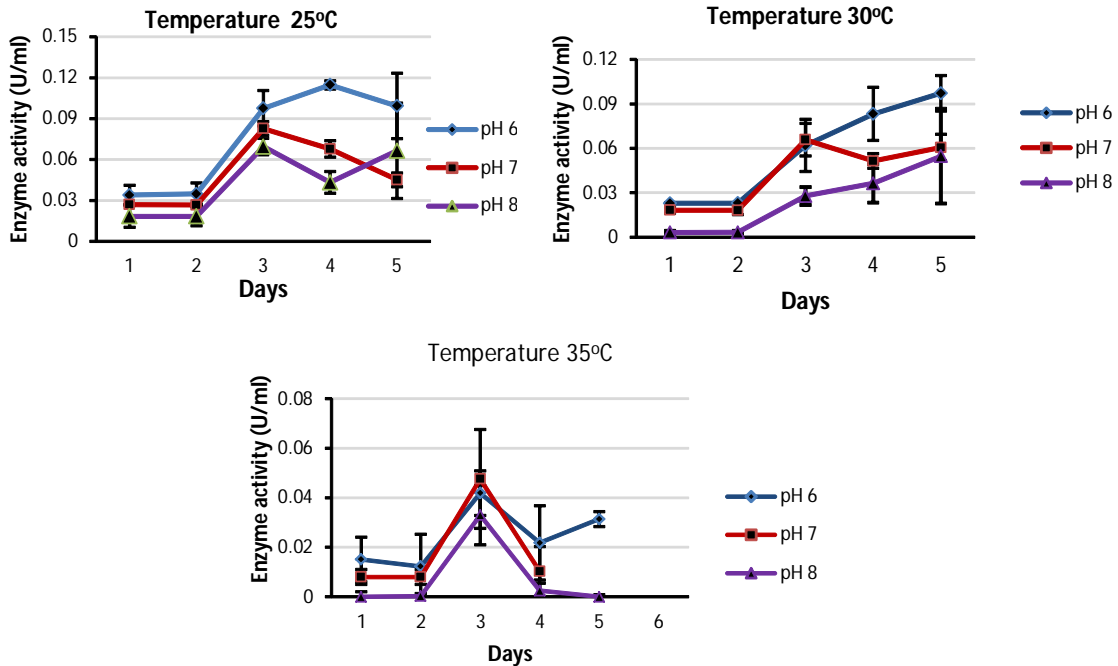 Temperature 25ºC
Enzyme activity (U/ml)
0.15
0.12
0.09
0.06
0.03
0
1 2 3 4 5
Days
pH 6
pH 7
pH 8
Temperature 30ºC
Enzyme activity (U/ml)
0.12
0.09
0.06
0.03
0
1 2 3 4 5
Days
pH 6
pH 7
pH 8
Temperature 35ºC
Enzyme activity (U/ml)
0.08
0.06
0.04
0.02
0
1 2 3 4 5 6
Days
pH 6
pH 7
pH 8